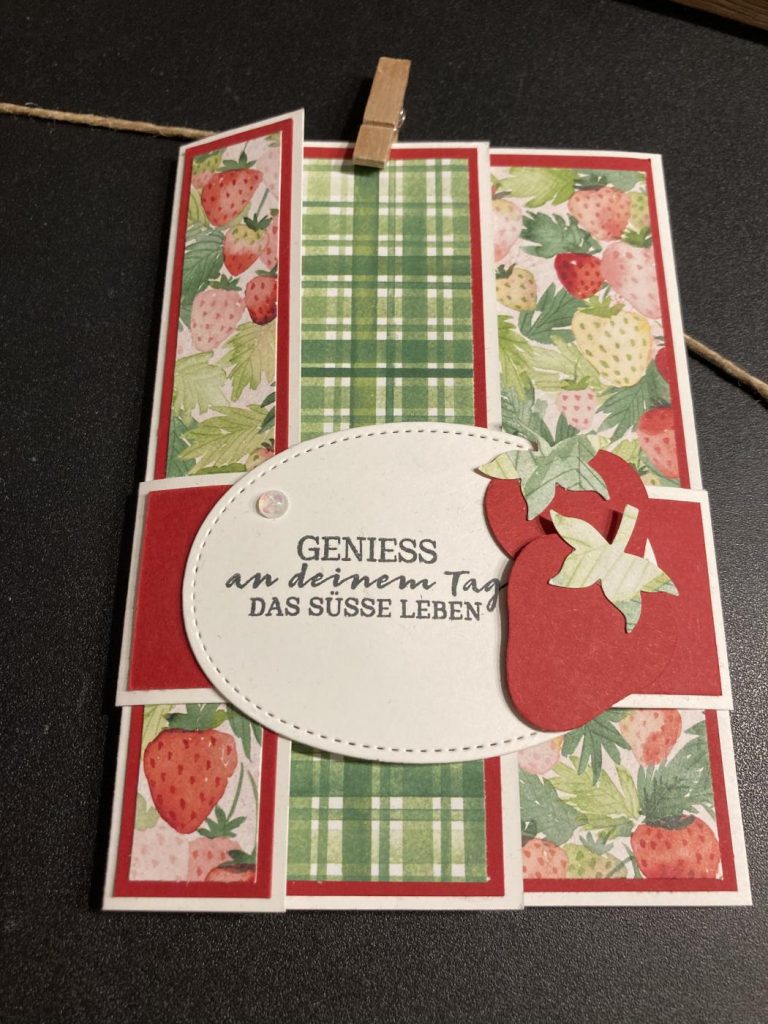 GENIESS
an deinem Tag
DAS SÜSSE LEBEN